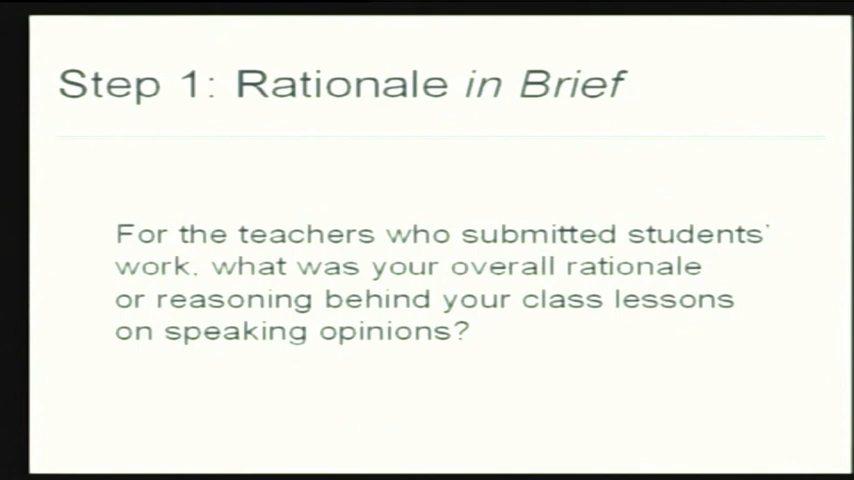 Step 1: Rationale in Brief
For the teachers who submitted students'
work, what was your overall rationale
or reasoning behind your class lessons
on speaking opinions?